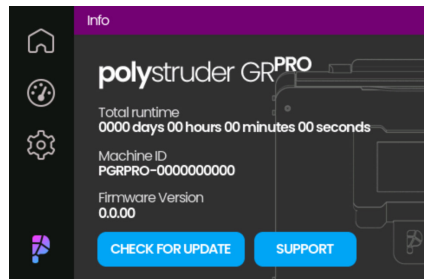 Info
polystruder GRPRO
Total runtime
0000 days 00 hours 00 minutes 00 seconds
Machine ID
PGRPRO-0000000000
Firmware Version
0.0.00
CHECK FOR UPDATE SUPPORT